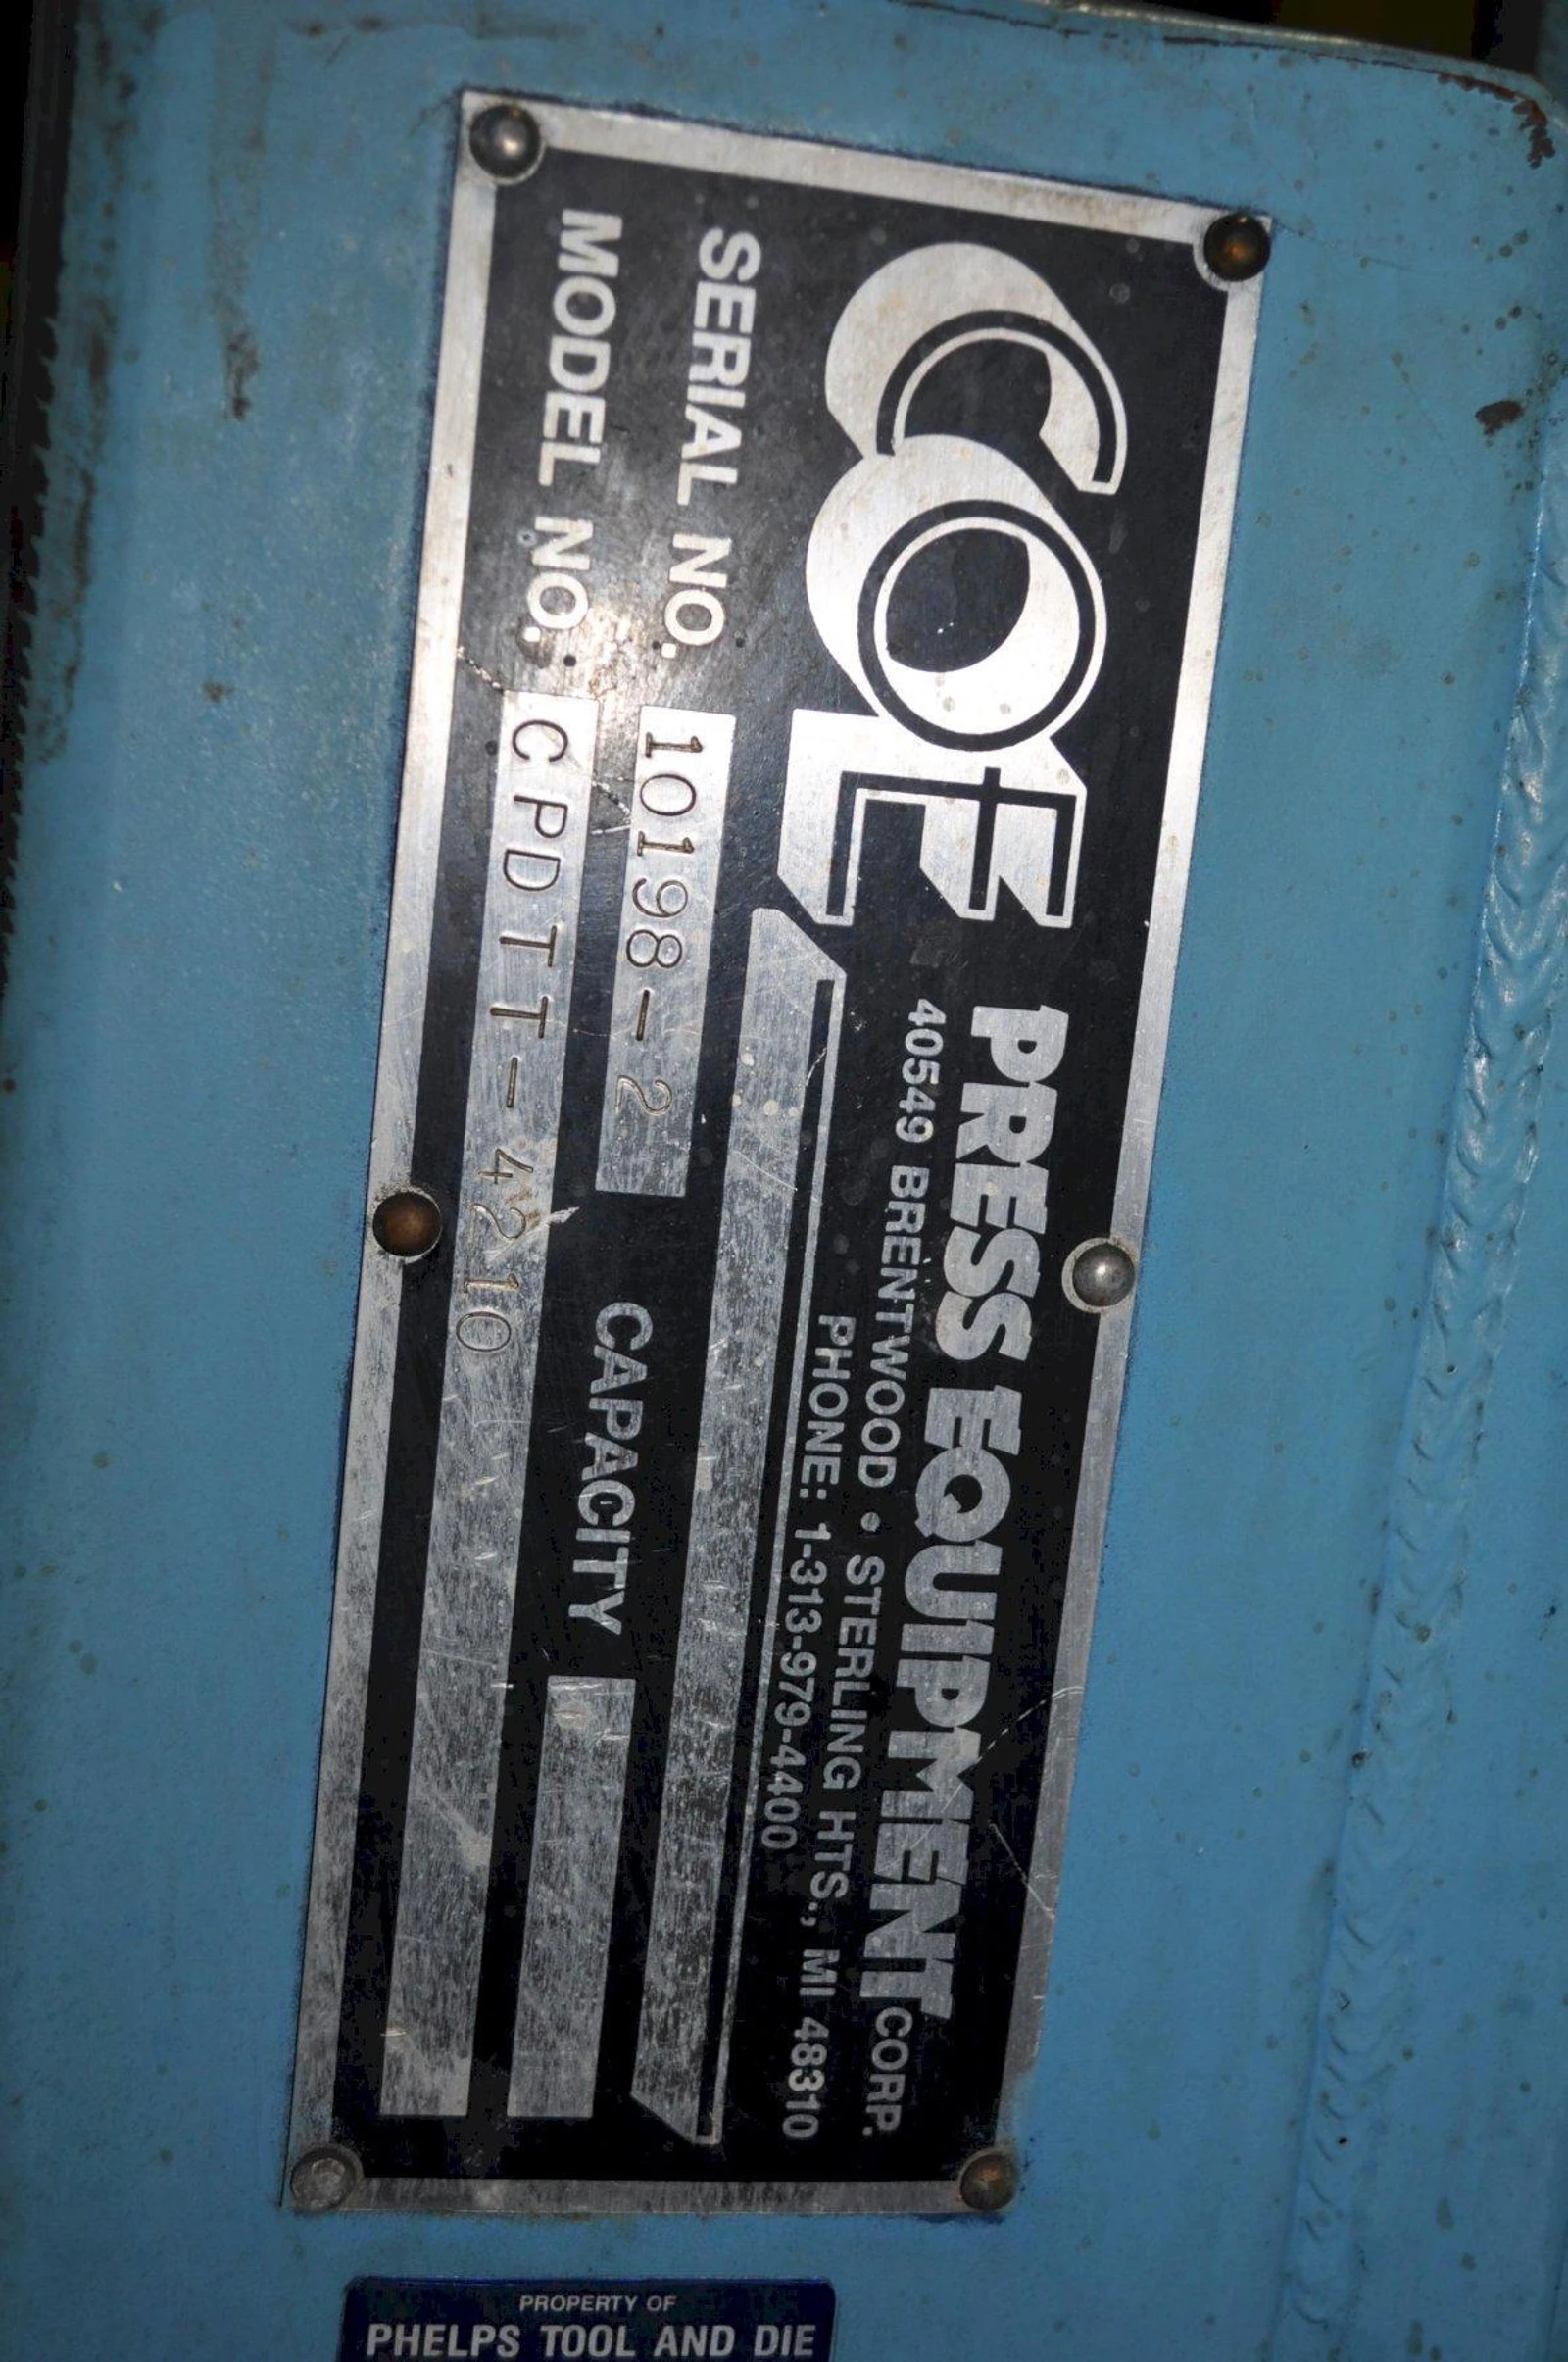 COE PRESS EQUIPMENT CORP.
40549 BRENTWOOD • STERLING HTS., MI 48310
PHONE: 1-313-979-4400
SERIAL NO. 10198-2 CAPACITY
MODEL NO. CPDTT-4210
PROPERTY OF
PHELPS TOOL AND DIE